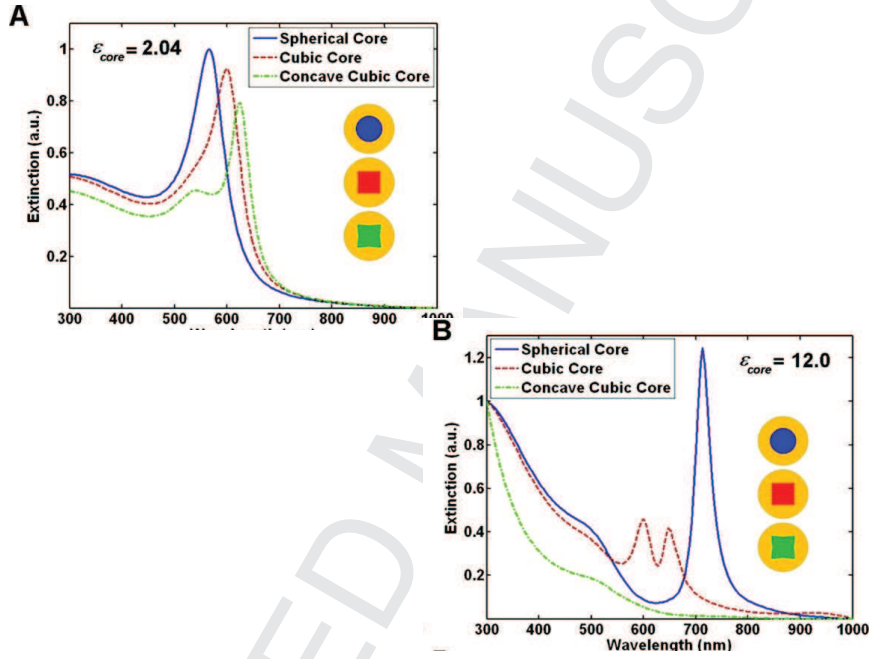 A
ε core = 2.04
Spherical Core
Cubic Core
Concave Cubic Core
1
0.8
0.6
0.4
0.2
Extinction (a.u.)
300 400 500 600 700 800 900 1000
B
Spherical Core
Cubic Core
Concave Cubic Core
ε core = 12.0
1.2
1
0.8
0.6
0.4
0.2
Extinction (a.u.)
300 400 500 600 700 800 900 1000
Wavelength (nm)